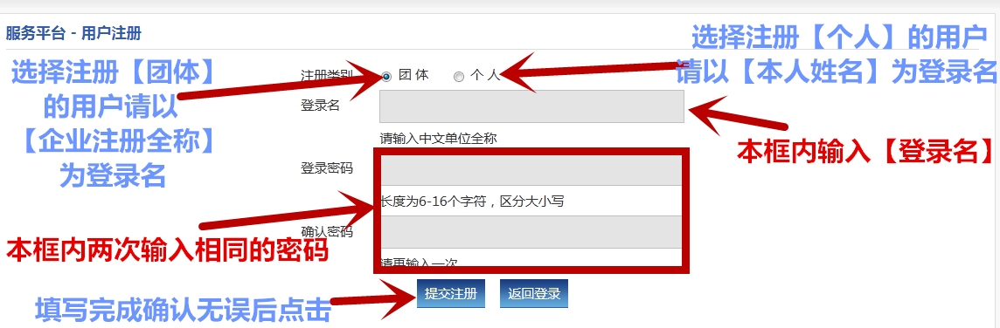 服务平台 - 用户注册
选择注册【个人】的用户
请以【本人姓名】为登录名
选择注册【团体】
的用户请以
【企业注册全称】
为登录名
注册类别 团 体 个 人
登录名
本框内输入【登录名】
请输入中文单位全称
登录密码
长度为6-16个字符，区分大小写
确认密码
本框内两次输入相同的密码
请再输入一次
提交注册 返回登录
填写完成确认无误后点击